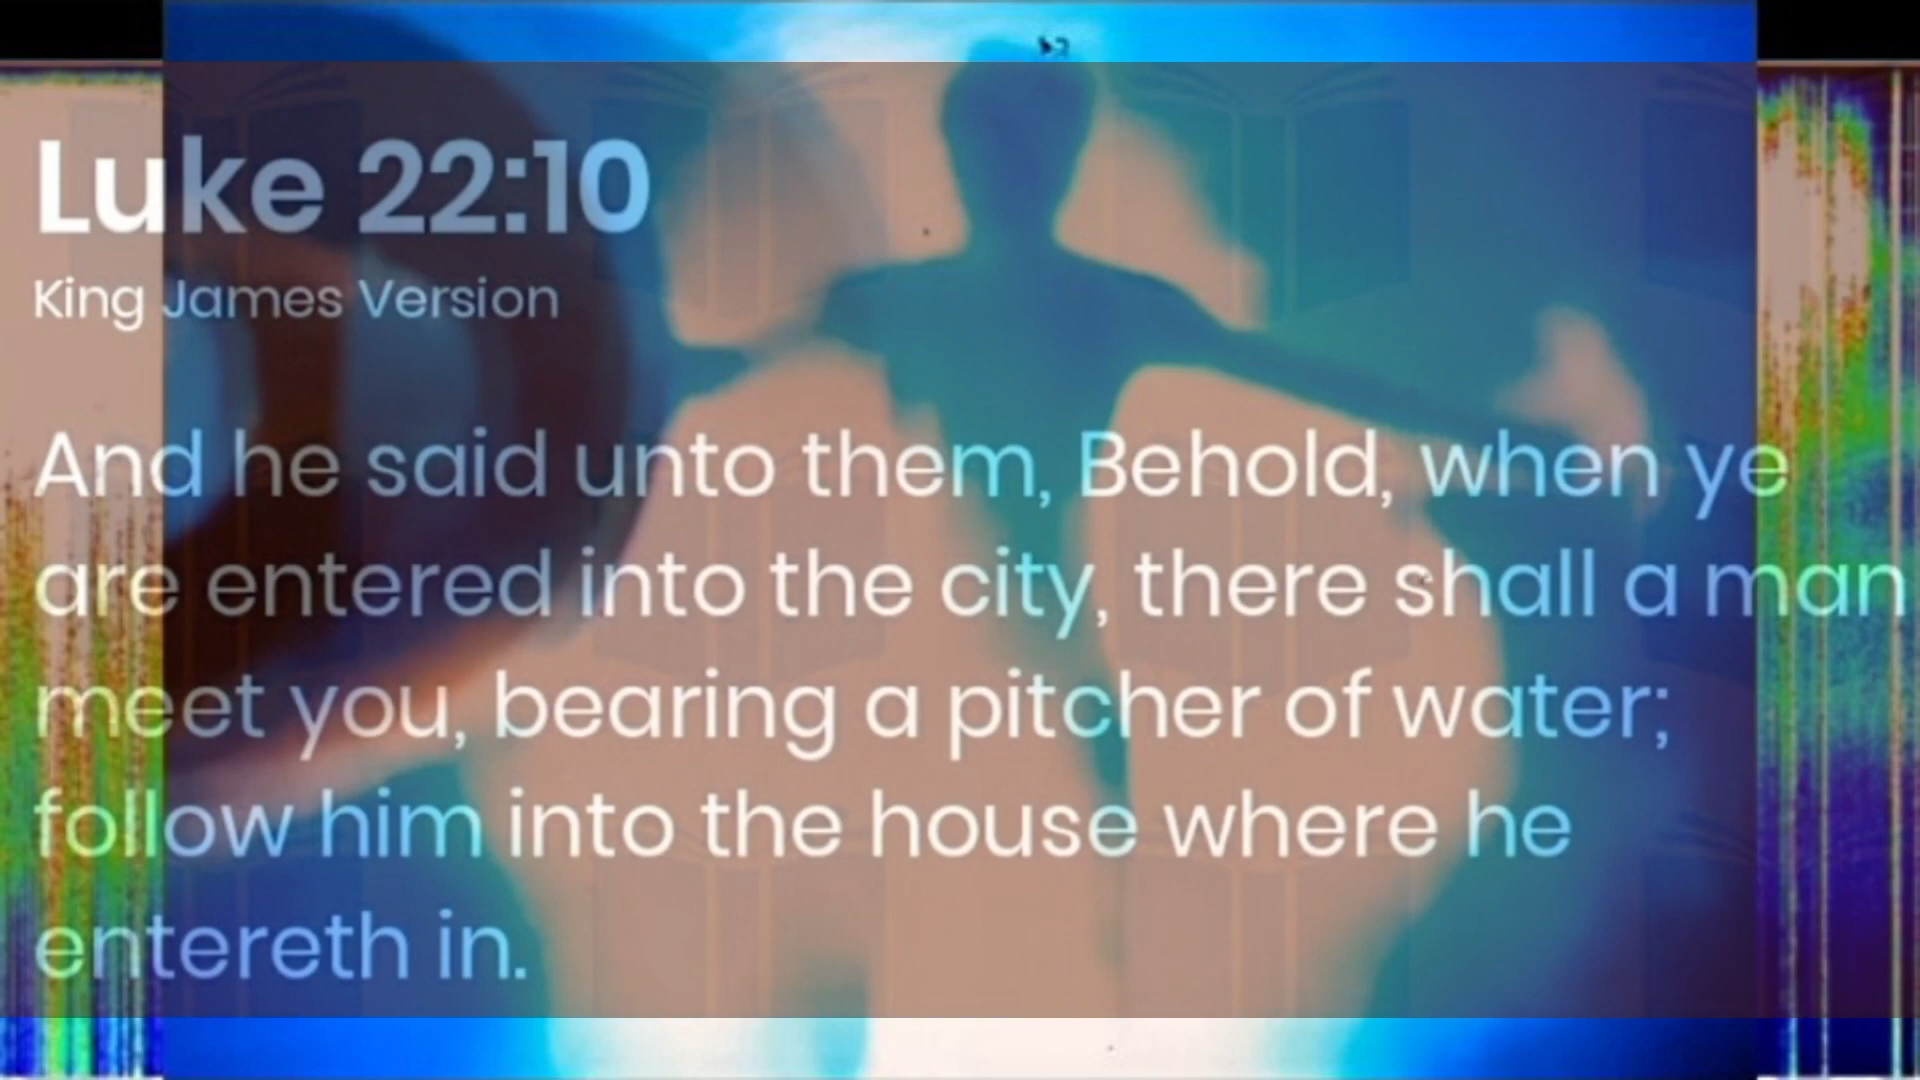 Luke 22:10
King James Version
And he said unto them, Behold, when ye
are entered into the city, there shall a man
meet you, bearing a pitcher of water;
follow him into the house where he
entereth in.